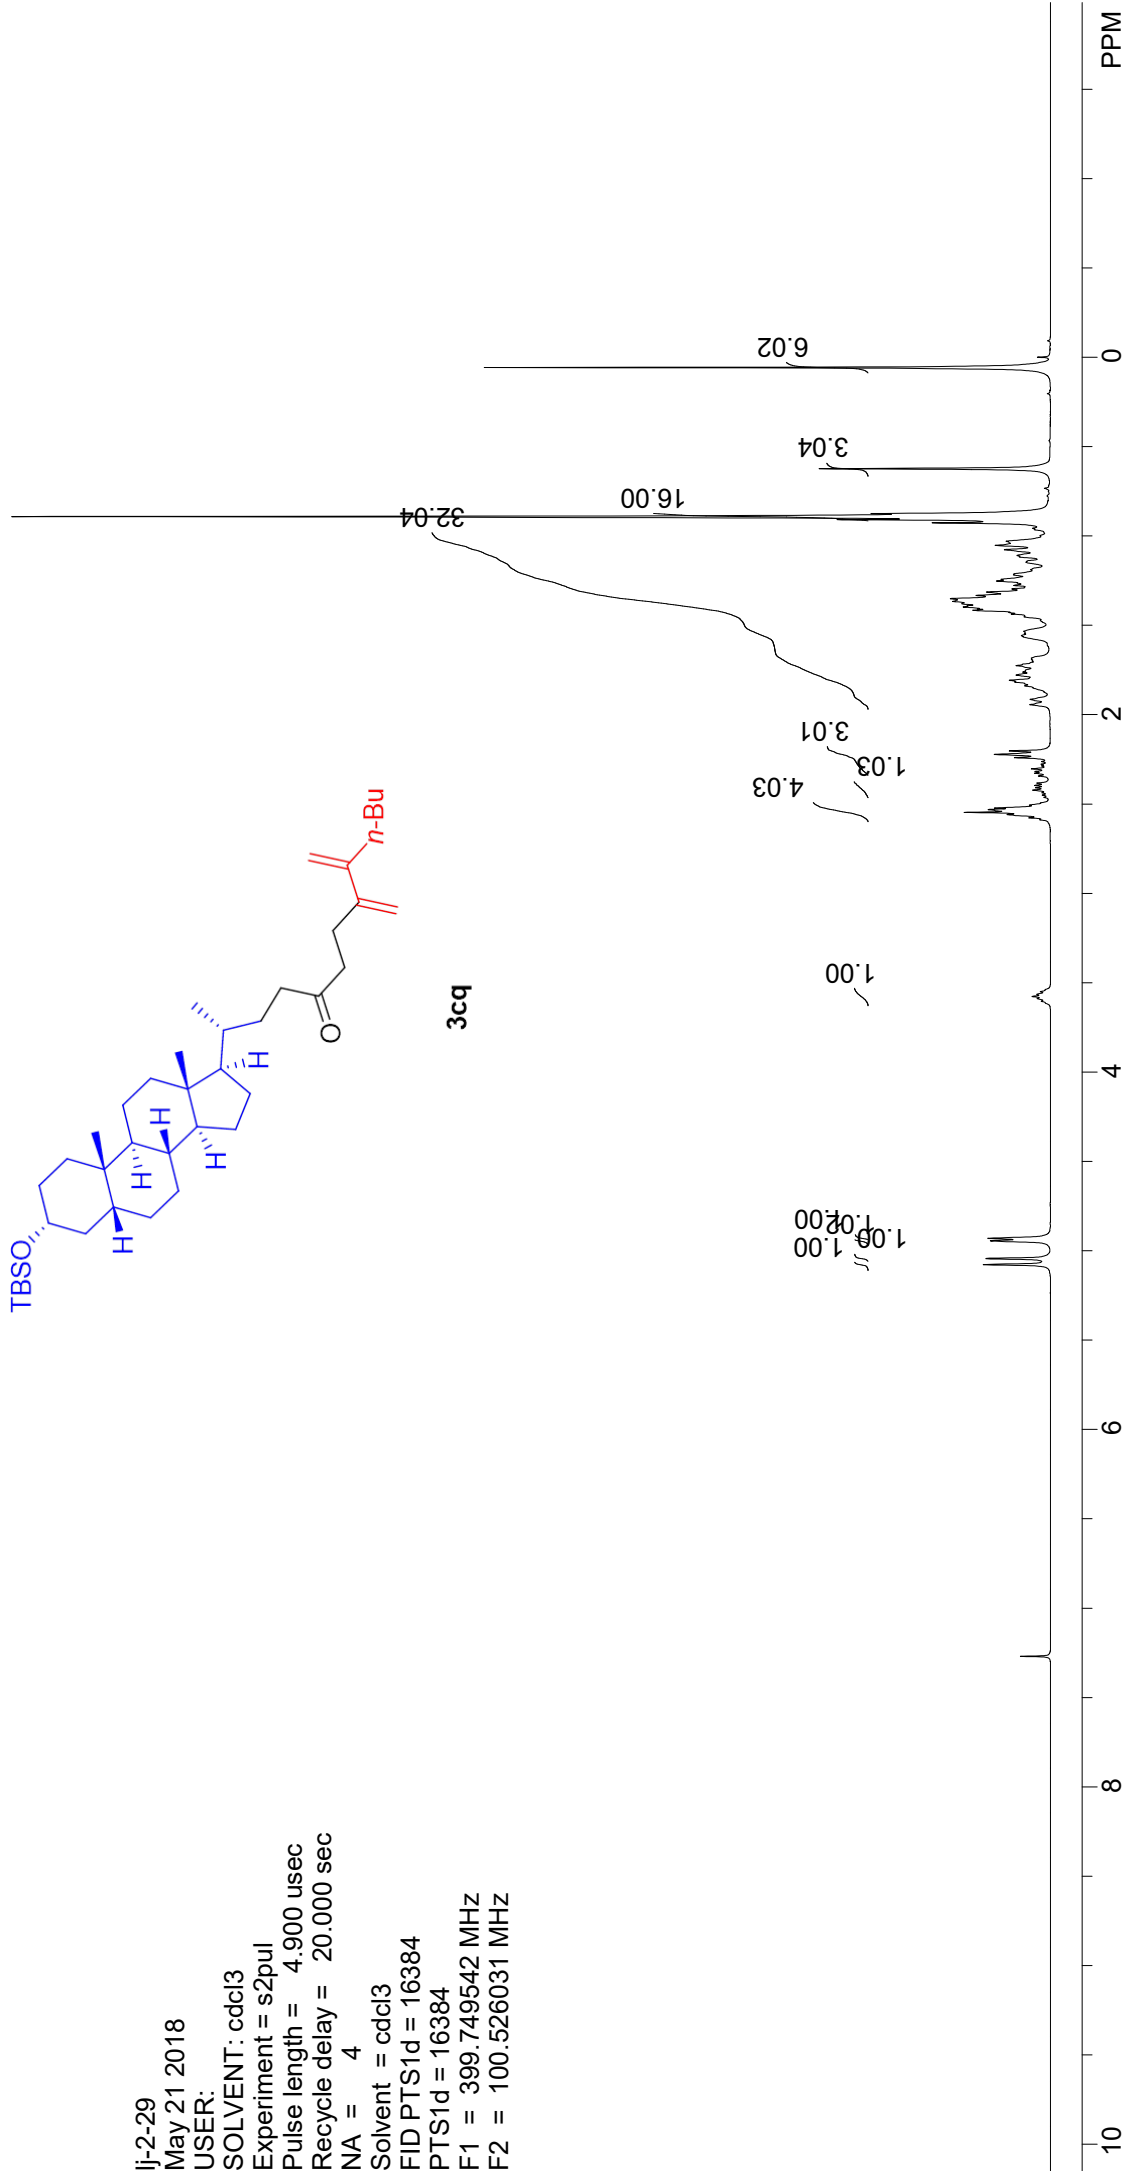 lj-2-29
May 21 2018
USER:
SOLVENT: cdcl3
Experiment = s2pul
Pulse length = 4.900 usec
Recycle delay = 20.000 sec
NA = 4
Solvent = cdcl3
FID PTS1d = 16384
PTS1d = 16384
F1 = 399.749542 MHz
F2 = 100.526031 MHz
TBSO
H
H
H
H
H
O
n-Bu
3cq
1.00
1.00
1.02
1.00
1.00
4.03
1.03
3.01
32.04
16.00
3.04
6.02
10
8
6
4
2
0
PPM